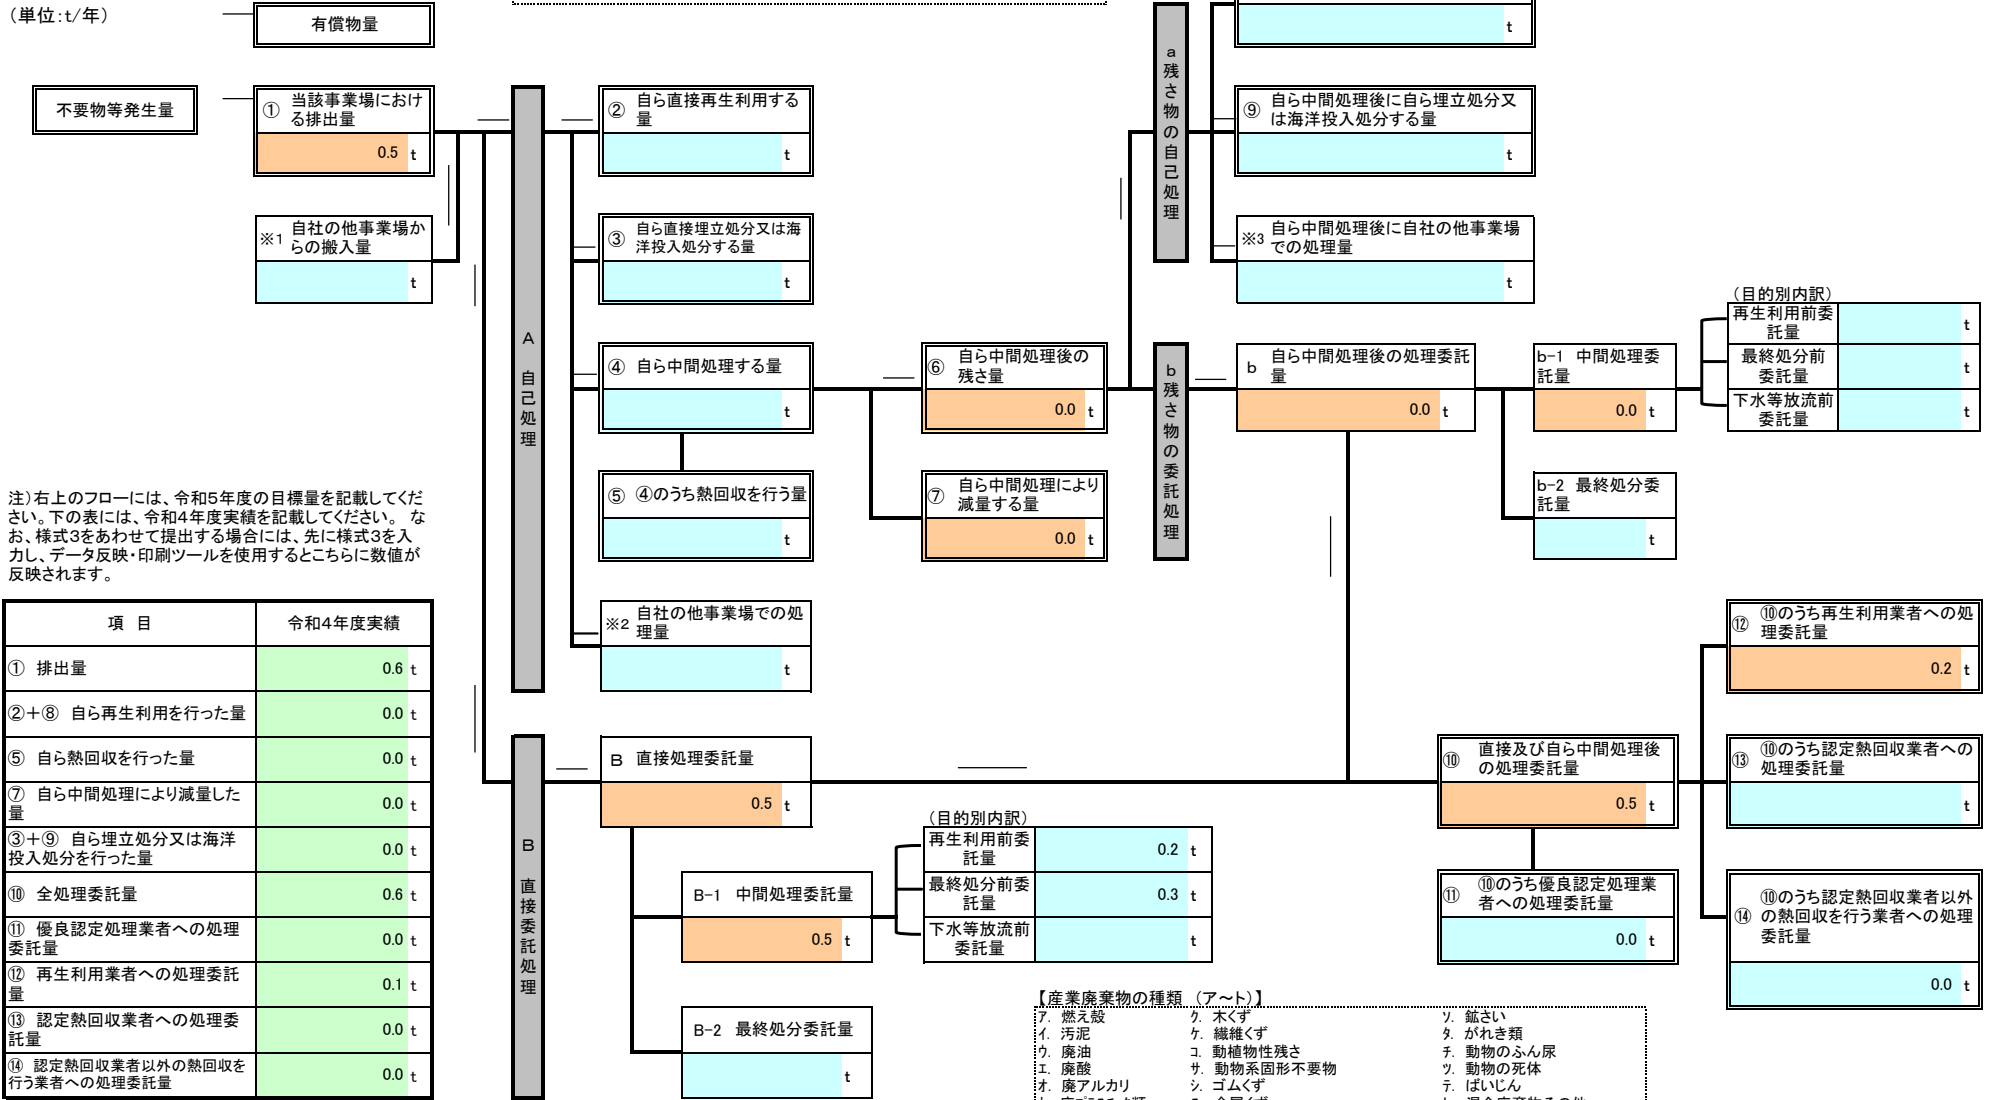 （単位：t/年）
有償物量
t
不要物等発生量
① 当該事業場におけ
る排出量
0.5 t
※1 自社の他事業場か
らの搬入量
t
A 自己処理
② 自ら直接再生利用する
量
t
③ 自ら直接埋立処分又は海
洋投入処分する量
t
④ 自ら中間処理する量
t
⑤ ④のうち熱回収を行う量
t
※2 自社の他事業場での処
理量
t
⑥ 自ら中間処理後の
残さ量
0.0 t
⑦ 自ら中間処理により
減量する量
0.0 t
a 残さ物の自己処理
⑨ 自ら中間処理後に自ら埋立処分又
は海洋投入処分する量
t
※3 自ら中間処理後に自社の他事業場
での処理量
t
b 残さ物の委託処理
b 自ら中間処理後の処理委託
量
0.0 t
b-1 中間処理委
託量
0.0 t
（目的別内訳）
再生利用前委
託量
t
最終処分前
委託量
t
下水等放流前
委託量
t
b-2 最終処分委
託量
t
注）右上のフローには、令和５年度の目標量を記載してくだ
さい。下の表には、令和４年度実績を記載してください。 な
お、様式３をあわせて提出する場合には、先に様式３を入
力し、データ反映・印刷ツールを使用するとこちらに数値が
反映されます。
項 目 令和４年度実績
① 排出量 0.6 t
②＋⑧ 自ら再生利用を行った量 0.0 t
⑤ 自ら熱回収を行った量 0.0 t
⑦ 自ら中間処理により減量した
量 0.0 t
③＋⑨ 自ら埋立処分又は海洋
投入処分を行った量 0.0 t
⑩ 全処理委託量 0.6 t
⑪ 優良認定処理業者への処理
委託量 0.0 t
⑫ 再生利用業者への処理委託
量 0.1 t
⑬ 認定熱回収業者への処理委
託量 0.0 t
⑭ 認定熱回収業者以外の熱回収を
行う業者への処理委託量 0.0 t
B 直接委託処理
B 直接処理委託量
0.5 t
B-1 中間処理委託量
0.5 t
（目的別内訳）
再生利用前委
託量
0.2 t
最終処分前委
託量
0.3 t
下水等放流前
委託量
t
B-2 最終処分委託量
t
⑩ 直接及び自ら中間処理後
の処理委託量
0.5 t
⑪ ⑩のうち優良認定処理業
者への処理委託量
0.0 t
⑫ ⑩のうち再生利用業者への処
理委託量
0.2 t
⑬ ⑩のうち認定熱回収業者への
処理委託量
t
⑭ ⑩のうち認定熱回収業者以外
の熱回収を行う業者への処理
委託量
0.0 t
【産業廃棄物の種類 （ア～ト）】
ア. 燃え殻 ク. 木くず ソ. 鉱さい
イ. 汚泥 ケ. 繊維くず タ. がれき類
ウ. 廃油 コ. 動植物性残さ チ. 動物のふん尿
エ. 廃酸 サ. 動物系固形不要物 ツ. 動物の死体
オ. 廃アルカリ シ. ゴムくず テ. ばいじん